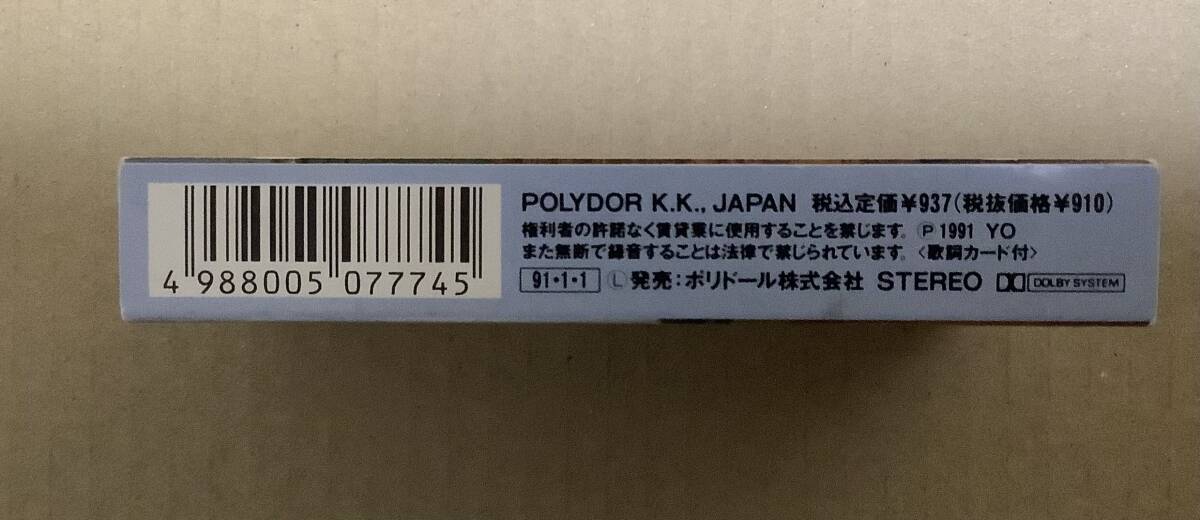 4 988005 077745
POLYDOR K.K., JAPAN 税込定価¥937(税抜価格¥910)
権利者の許諾なく賃貸業に使用することを禁じます。Ⓟ 1991 YO
また無断で録音することは法律で禁じられています。〈歌詞カード付〉
91・1・1 Ⓛ 発売:ポリドール株式会社 STEREO DOLBY SYSTEM